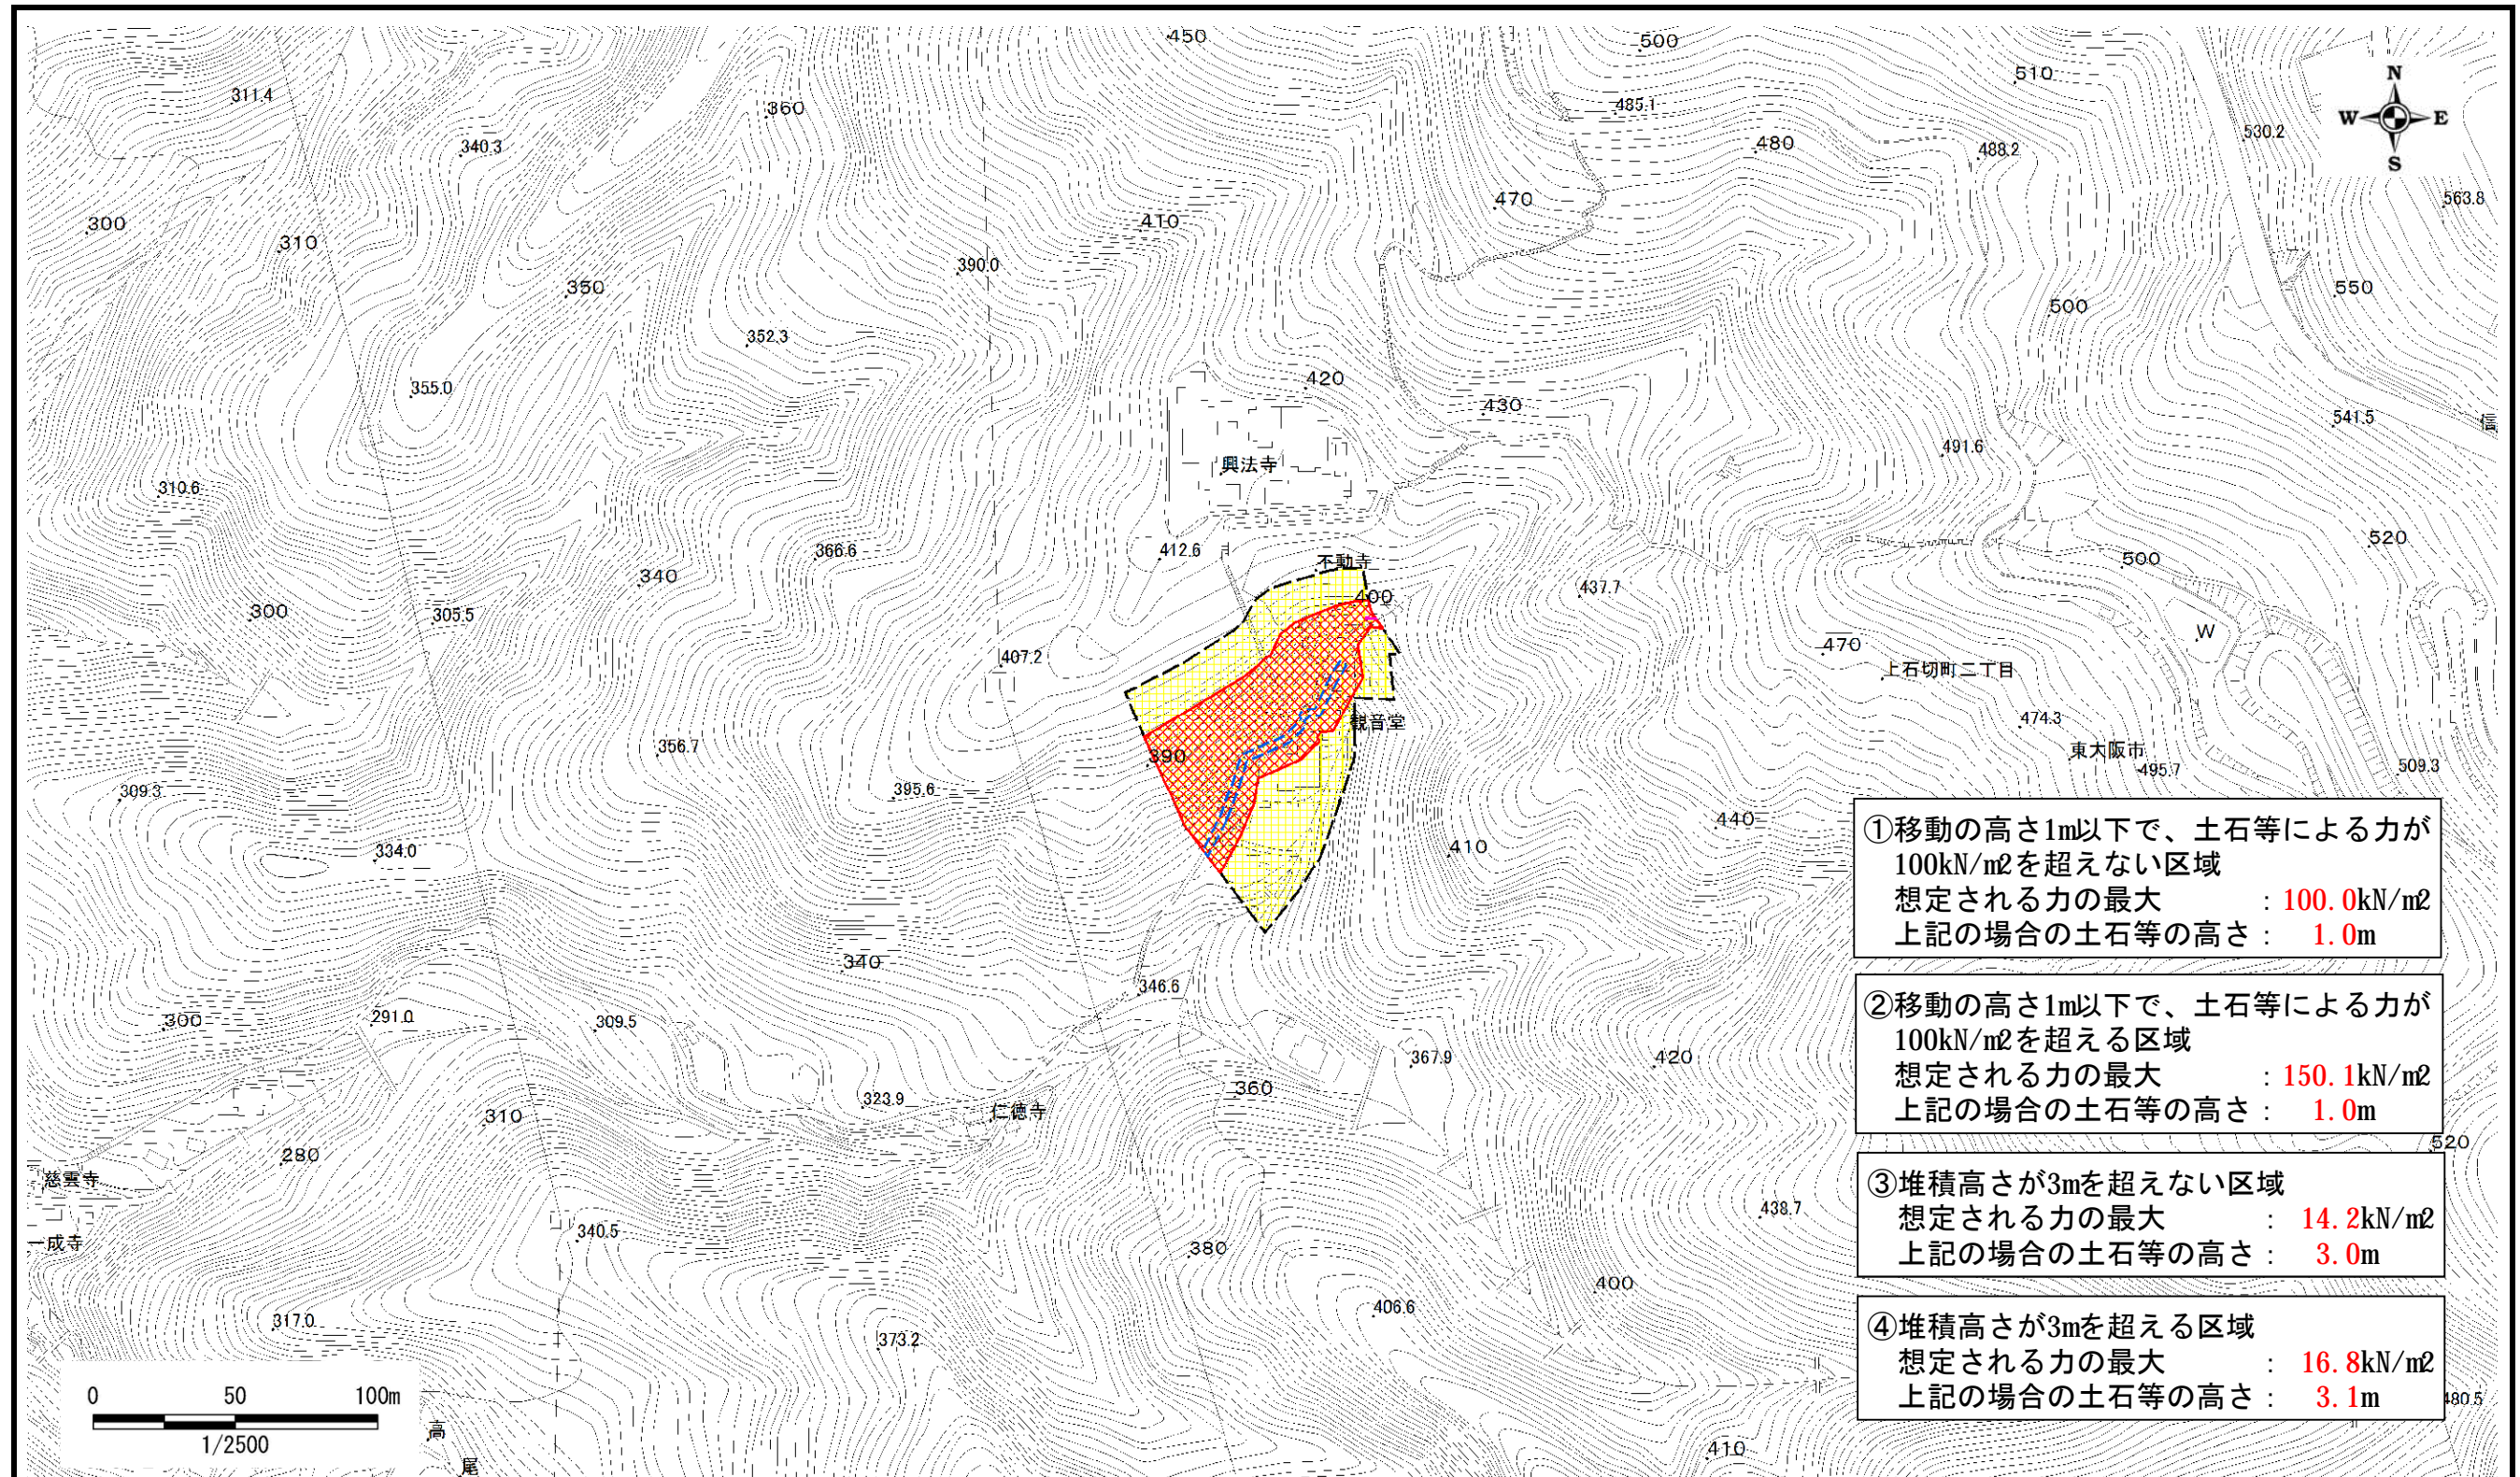 450
500
510
N
W E
S
311.4
360
485.1
530.2
340.3
480
488.2
563.8
300
310
410
470
390.0
350
550
500
352.3
420
355.0
430
541.5
信
491.6
興法寺
310.6
412.6
366.6
520
500
不動寺
340
437.7
400
300
305.5
W
407.2
470
上石切町二丁目
474.3
観音堂
356.7
390
東大阪市
495.7
509.3
309.3
395.6
440
334.0
410
①移動の高さ1m以下で、土石等による力が
100kN/m2を超えない区域
想定される力の最大 : 100.0kN/m2
上記の場合の土石等の高さ : 1.0m
340
346.6
②移動の高さ1m以下で、土石等による力が
100kN/m2を超える区域
想定される力の最大 : 150.1kN/m2
上記の場合の土石等の高さ : 1.0m
300
291.0
309.5
367.9
420
360
323.9
仁徳寺
310
280
520
慈雲寺
③堆積高さが3mを超えない区域
想定される力の最大 : 14.2kN/m2
上記の場合の土石等の高さ : 3.0m
438.7
340.5
一成寺
380
400
406.6
317.0
373.2
④堆積高さが3mを超える区域
想定される力の最大 : 16.8kN/m2
上記の場合の土石等の高さ : 3.1m
480.5
0 50 100m
1/2500
高
尾
410